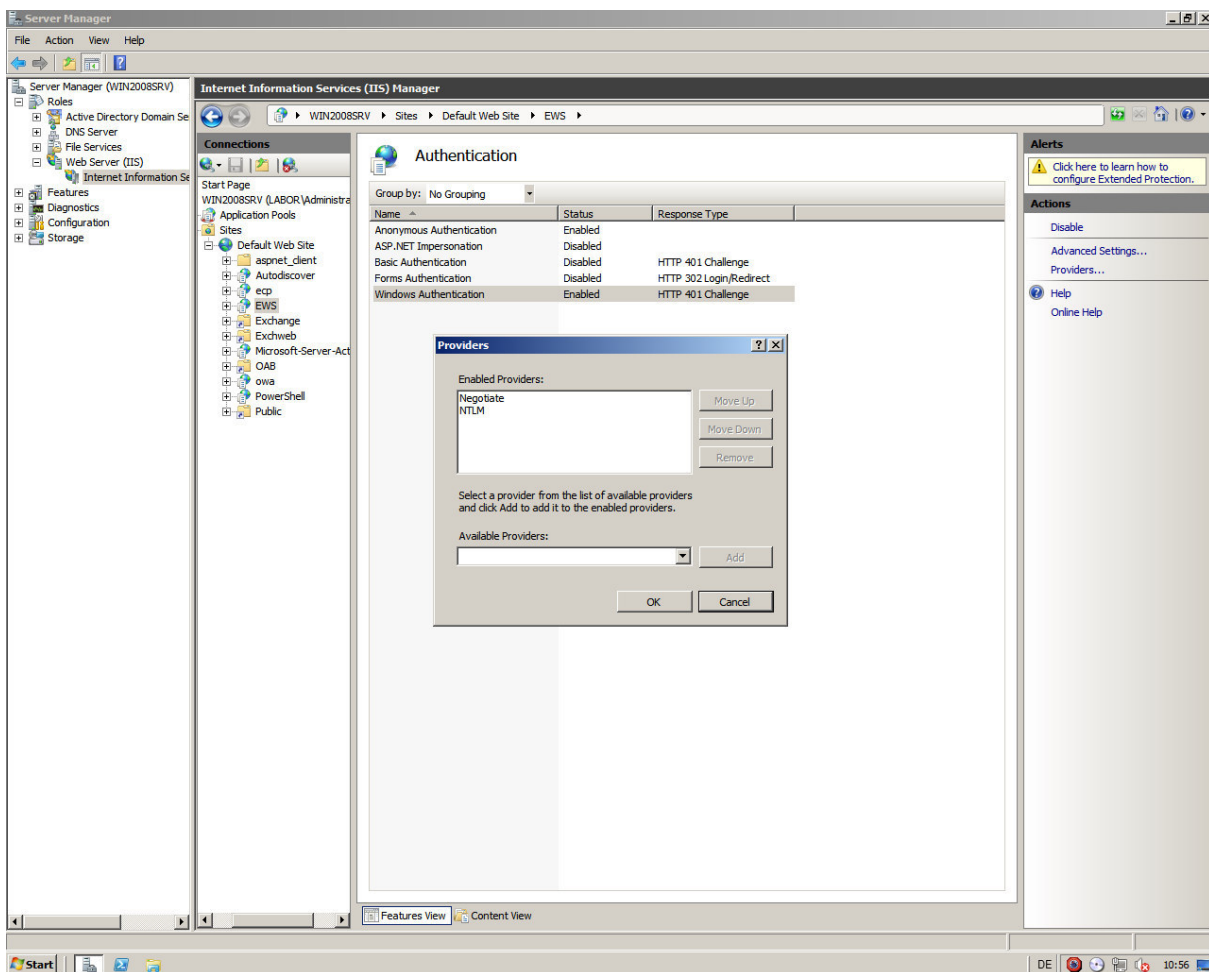 Server Manager
File Action View Help
Server Manager (WIN2008SRV)
Roles
Active Directory Domain Se
DNS Server
File Services
Web Server (IIS)
Internet Information Se
Features
Diagnostics
Configuration
Storage
Internet Information Services (IIS) Manager
WIN2008SRV Sites Default Web Site EWS
Connections
Start Page
WIN2008SRV (LABOR\Administra
Application Pools
Sites
Default Web Site
aspnet_client
Autodiscover
ecp
EWS
Exchange
Exchweb
Microsoft-Server-Act
OAB
owa
PowerShell
Public
Authentication
Group by: No Grouping
Name Status Response Type
Anonymous Authentication Enabled
ASP.NET Impersonation Disabled
Basic Authentication Disabled HTTP 401 Challenge
Forms Authentication Disabled HTTP 302 Login/Redirect
Windows Authentication Enabled HTTP 401 Challenge
Providers
Enabled Providers:
Negotiate
NTLM
Move Up
Move Down
Remove
Select a provider from the list of available providers
and click Add to add it to the enabled providers.
Available Providers:
Add
OK Cancel
Features View Content View
Alerts
Click here to learn how to
configure Extended Protection.
Actions
Disable
Advanced Settings...
Providers...
Help
Online Help
Start
DE 10:56